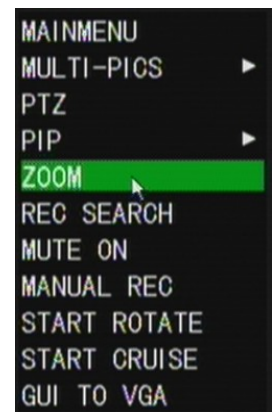 MAINMENU
MULTI-PICS
PTZ
PIP
ZOOM
REC SEARCH
MUTE ON
MANUAL REC
START ROTATE
START CRUISE
GUI TO VGA